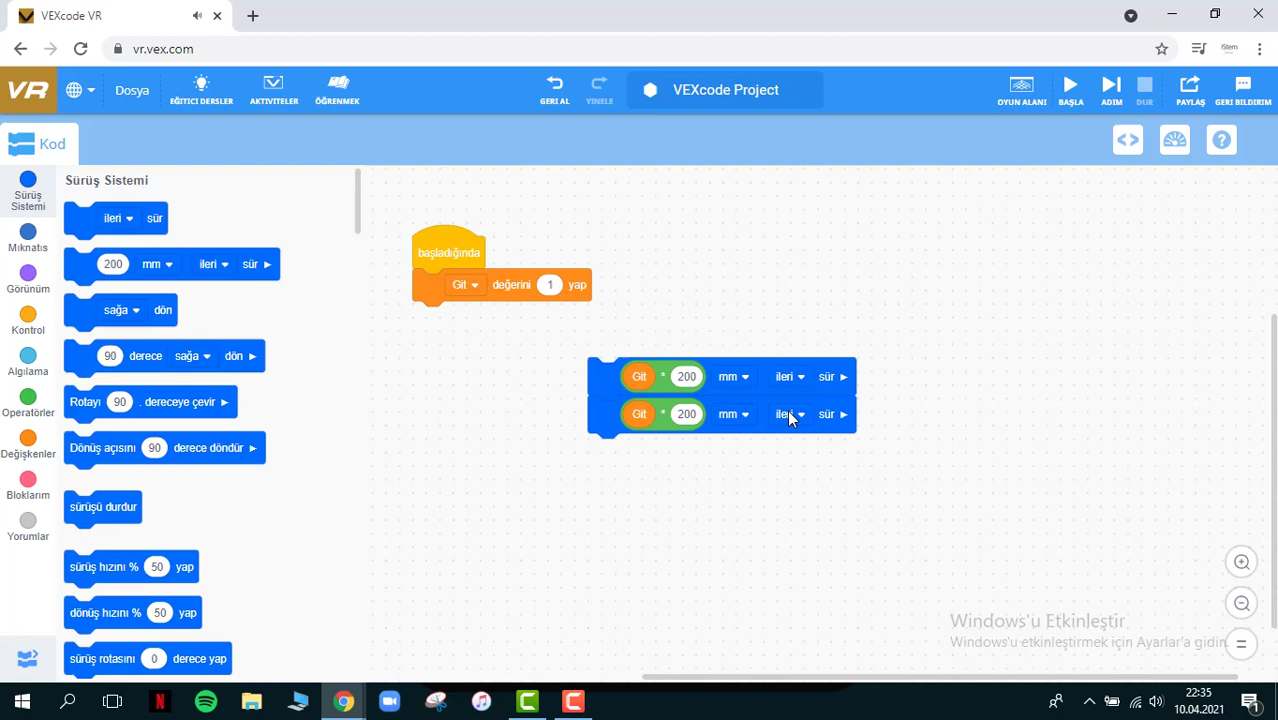 VEXcode VR
vr.vex.com
iStem
VR
Dosya
EĞİTİCİ DERSLER
AKTİVİTELER
ÖĞRENMEK
GERİ AL
YİNELE
VEXcode Project
OYUN ALANI
BAŞLA
ADIM
DUR
PAYLAŞ
GERİ BİLDİRİM
Kod
Sürüş Sistemi
Mıknatıs
Görünüm
Kontrol
Algılama
Operatörler
Değişkenler
Bloklarım
Yorumlar
Sürüş Sistemi
ileri sür
200 mm ileri sür
sağa dön
90 derece sağa dön
Rotayı 90 . dereceye çevir
Dönüş açısını 90 derece döndür
sürüşü durdur
sürüş hızını % 50 yap
dönüş hızını % 50 yap
sürüş rotasını 0 derece yap
başladığında
Git değerini 1 yap
Git * 200 mm ileri sür
Git * 200 mm ileri sür
Windows'u Etkinleştir
Windows'u etkinleştirmek için Ayarlar'a gidin.
22:35
10.04.2021
1